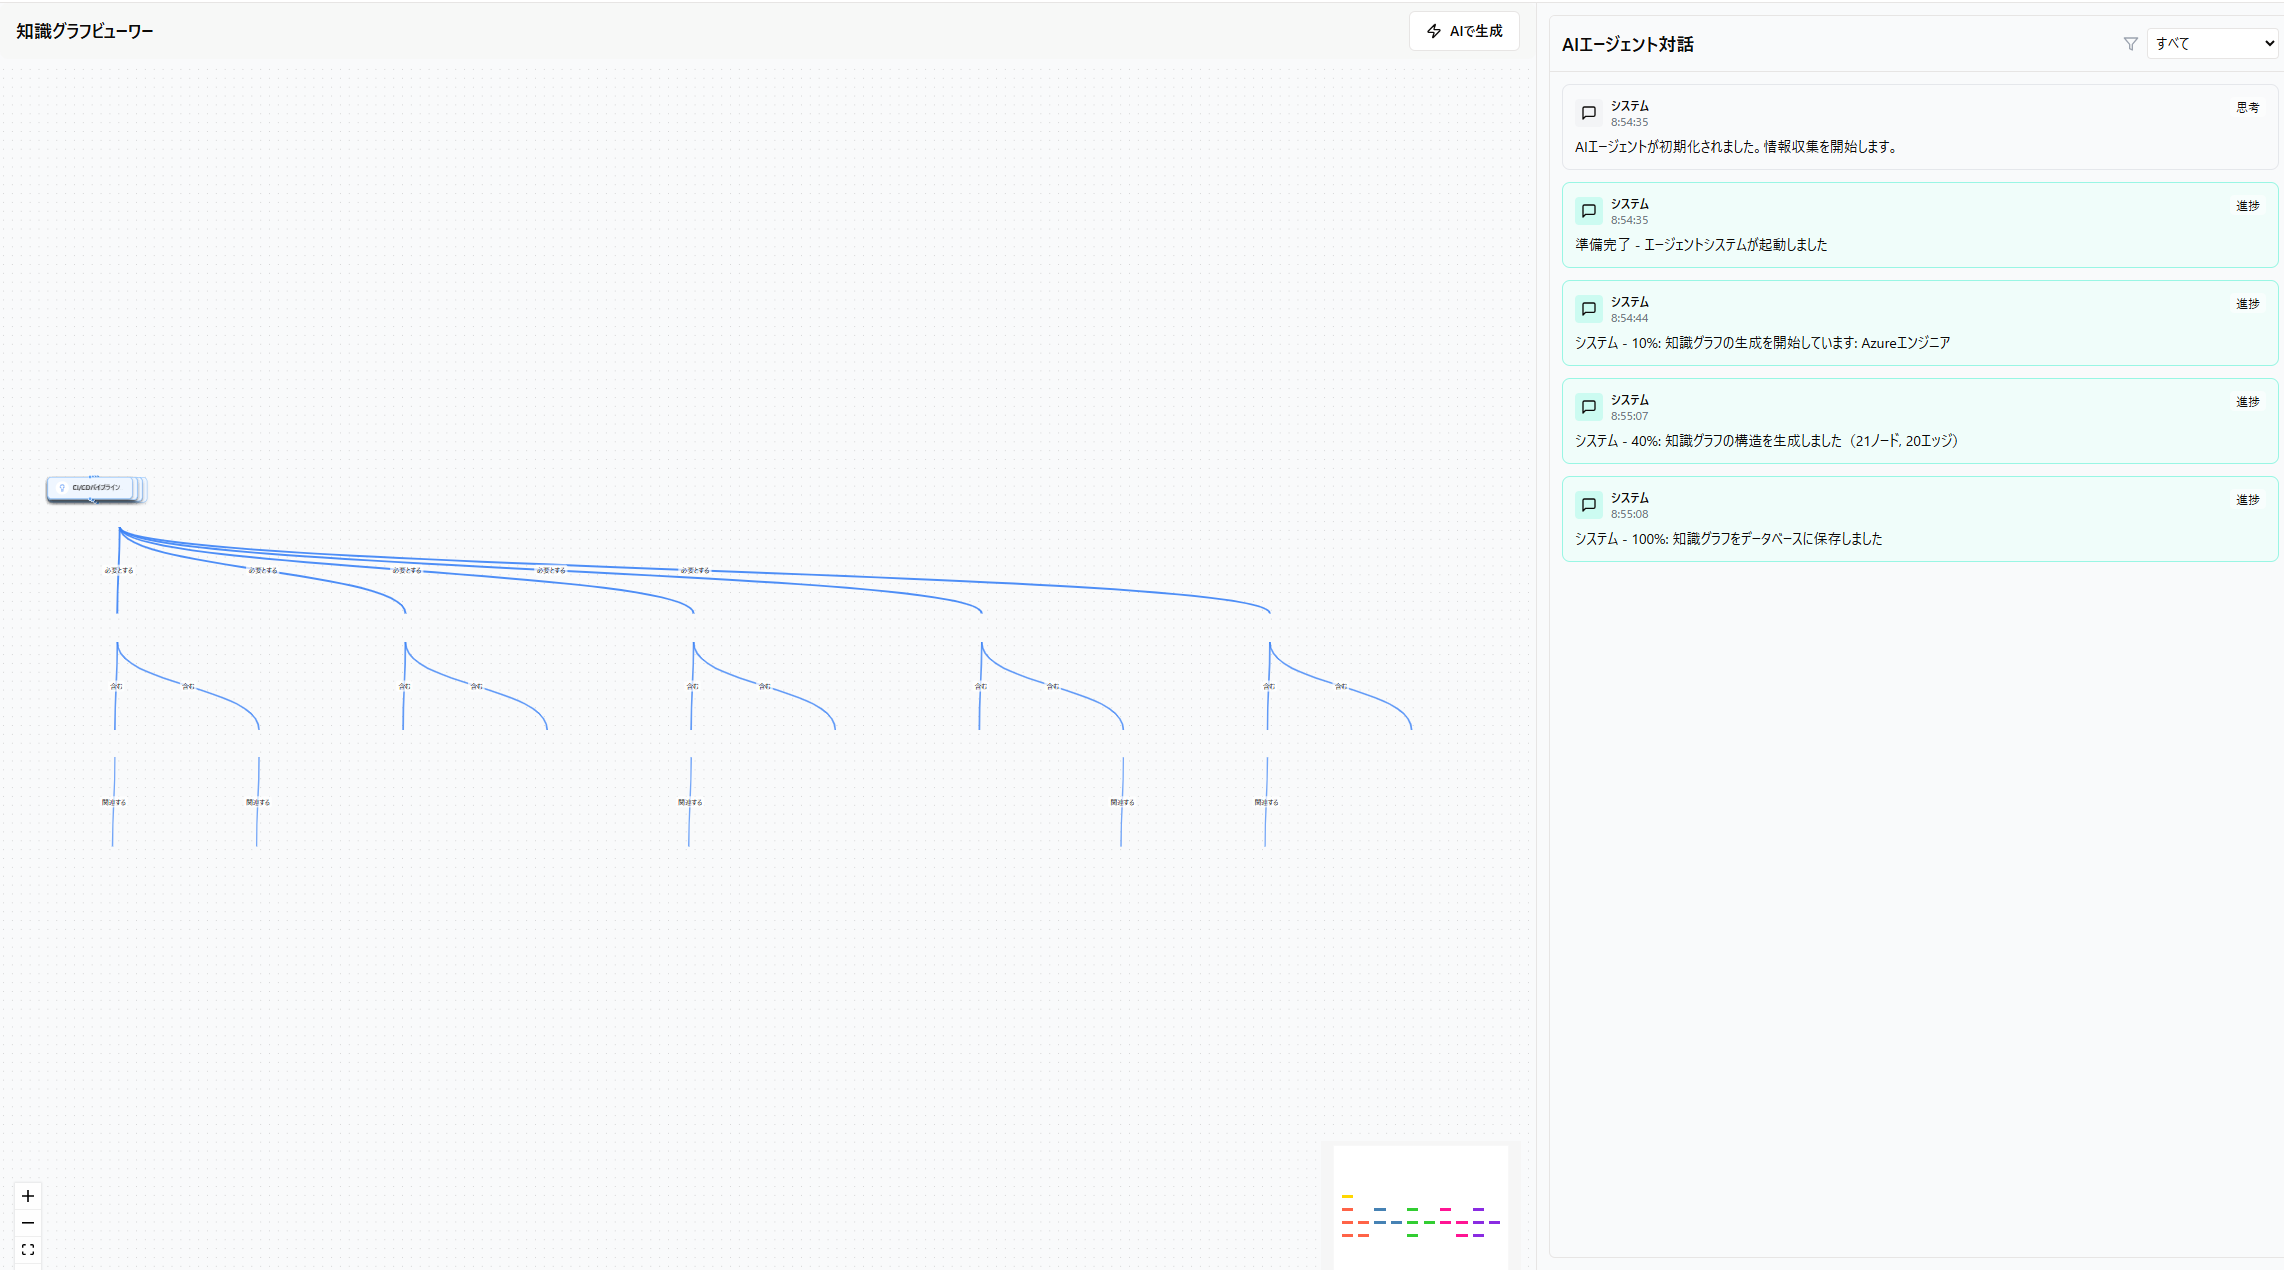 知識グラフビューワー
AIで生成
CI/CDパイプライン
必要とする
必要とする
必要とする
必要とする
必要とする
含む
含む
含む
含む
含む
含む
含む
含む
含む
含む
関連する
関連する
関連する
関連する
関連する
AIエージェント対話
すべて
システム
思考
8:54:35
AIエージェントが初期化されました。情報収集を開始します。
システム
進捗
8:54:35
準備完了 - エージェントシステムが起動しました
システム
進捗
8:54:44
システム - 10%: 知識グラフの生成を開始しています: Azureエンジニア
システム
進捗
8:55:07
システム - 40%: 知識グラフの構造を生成しました（21ノード, 20エッジ）
システム
進捗
8:55:08
システム - 100%: 知識グラフをデータベースに保存しました